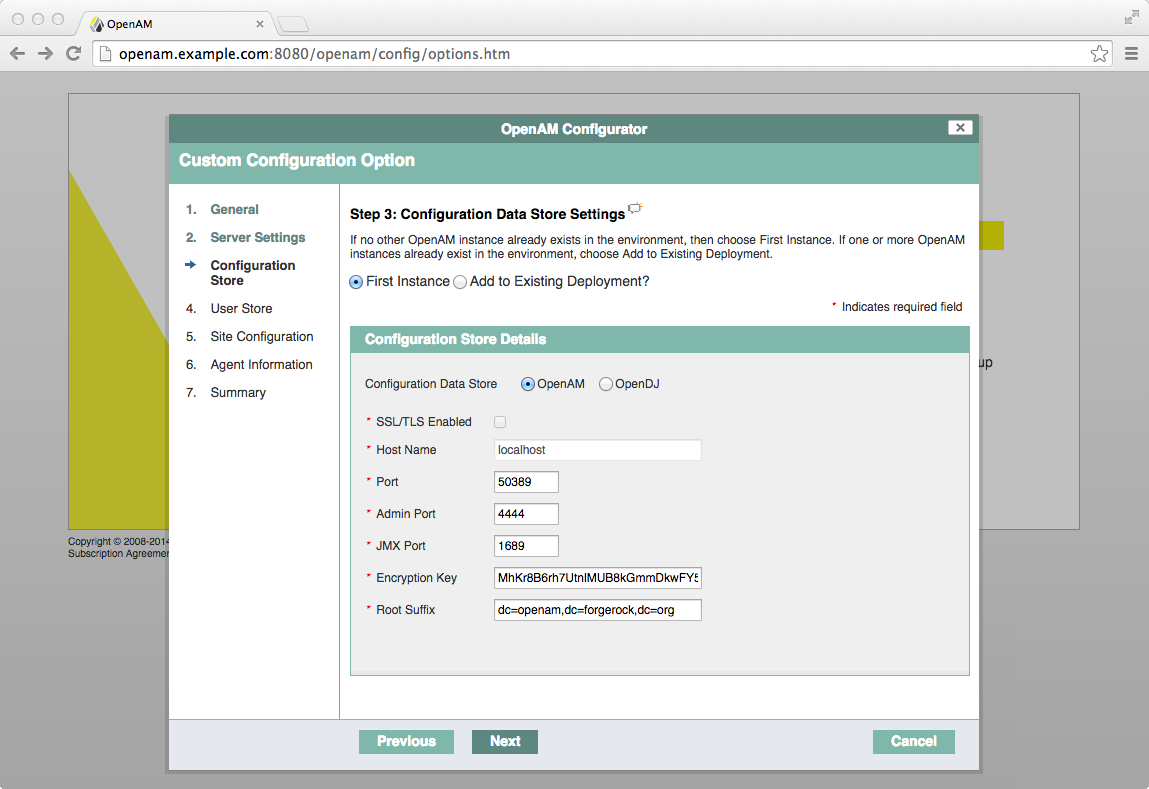 OpenAM
openam.example.com:8080/openam/config/options.htm
OpenAM Configurator
Custom Configuration Option
1. General
2. Server Settings
Configuration
Store
4. User Store
5. Site Configuration
6. Agent Information
7. Summary
Step 3: Configuration Data Store Settings
If no other OpenAM instance already exists in the environment, then choose First Instance. If one or more OpenAM
instances already exist in the environment, choose Add to Existing Deployment.
First Instance Add to Existing Deployment?
* Indicates required field
Configuration Store Details
Configuration Data Store OpenAM OpenDJ
* SSL/TLS Enabled
* Host Name localhost
* Port 50389
* Admin Port 4444
* JMX Port 1689
* Encryption Key
* Root Suffix dc=openam,dc=forgerock,dc=org
Previous Next Cancel
up
Copyright © 2008-2014
Subscription Agreemen